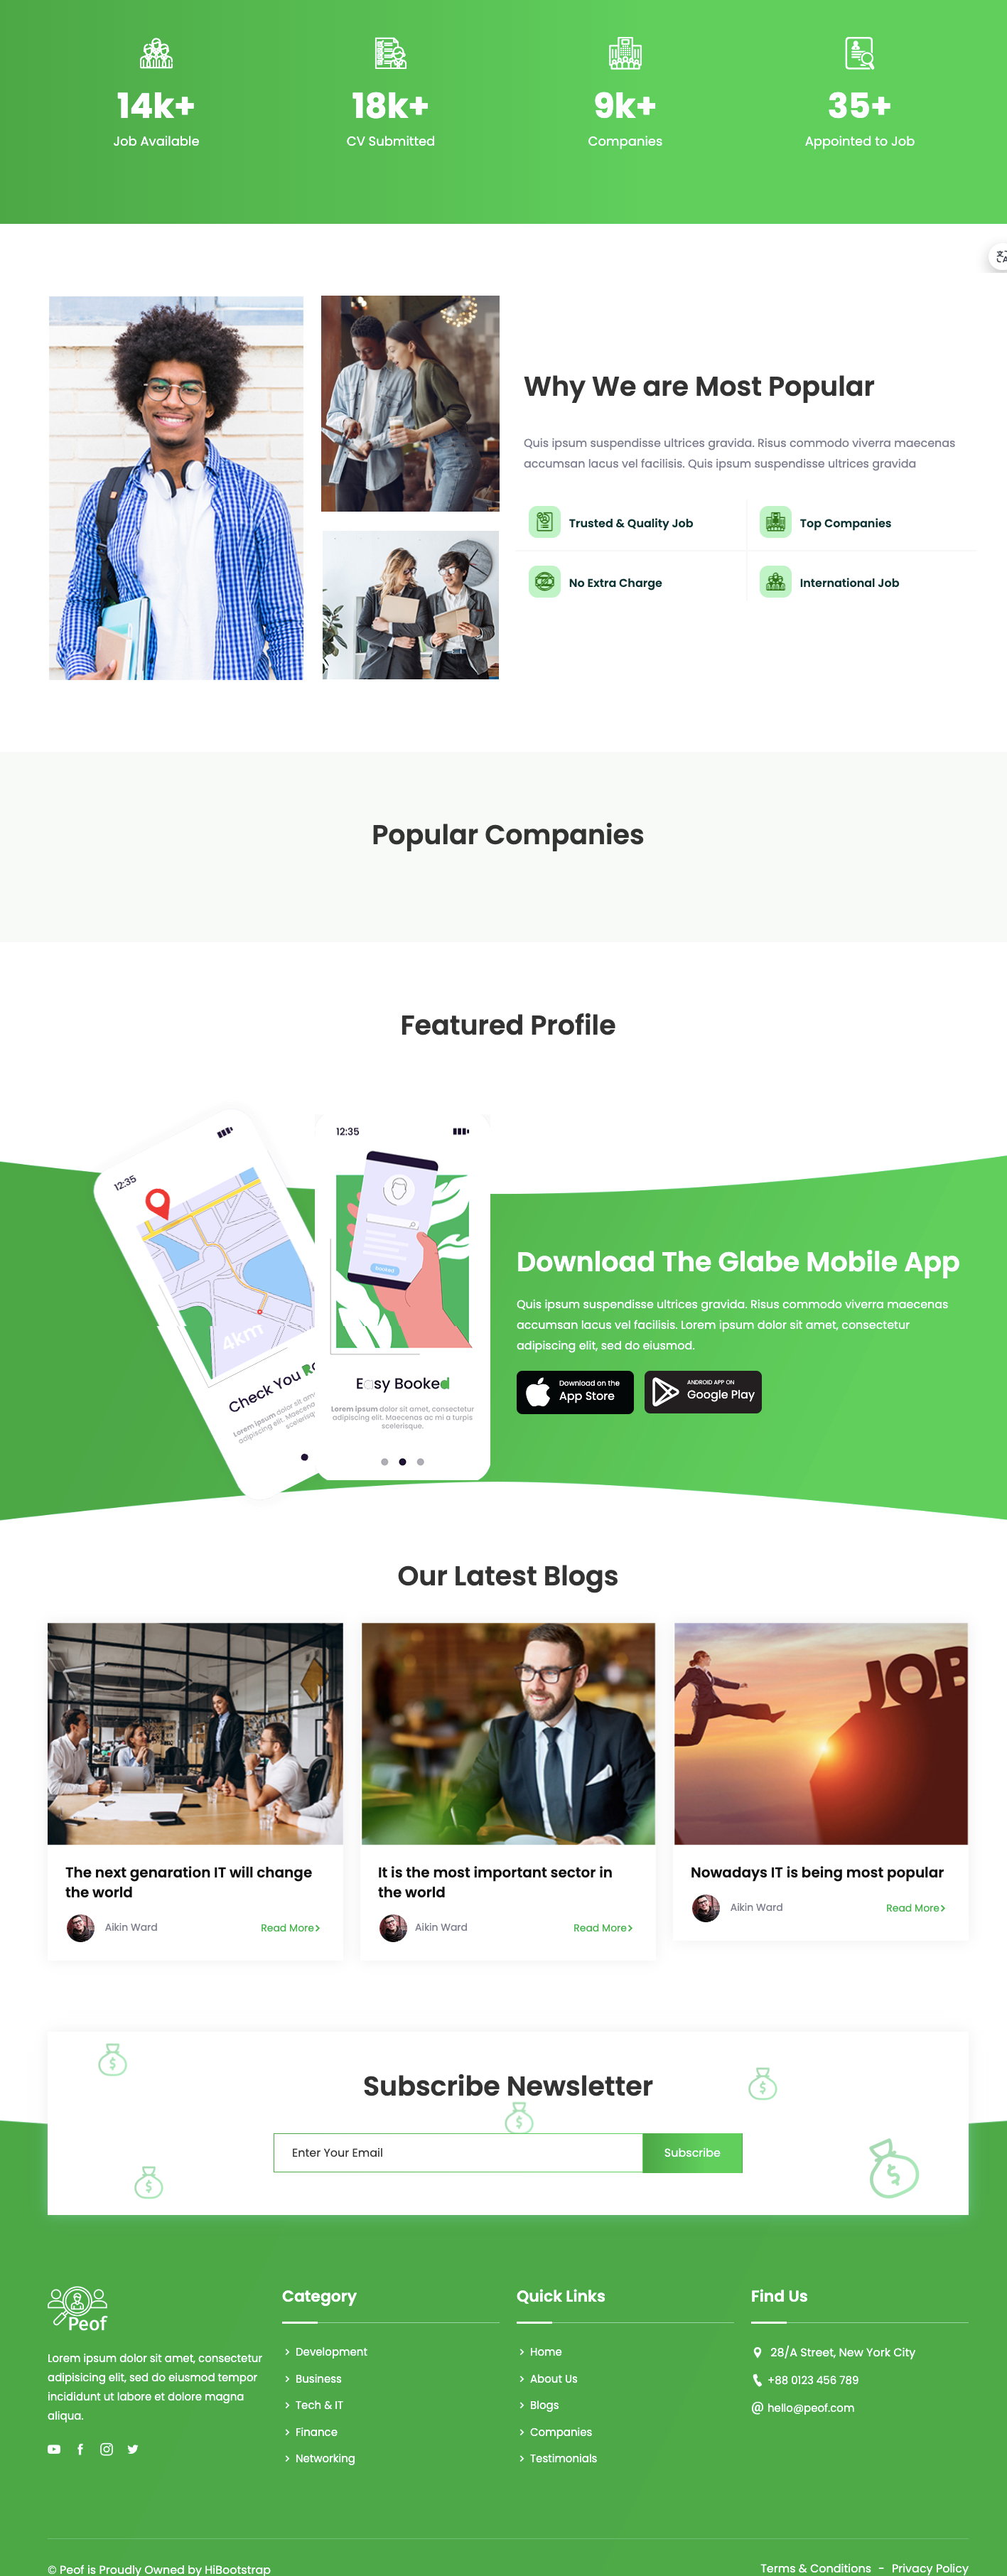 14k+
Job Available
18k+
CV Submitted
9k+
Companies
35+
Appointed to Job
Why We are Most Popular
Quis ipsum suspendisse ultrices gravida. Risus commodo viverra maecenas
accumsan lacus vel facilisis. Quis ipsum suspendisse ultrices gravida
Trusted & Quality Job
Top Companies
No Extra Charge
International Job
Popular Companies
Featured Profile
12:35
4km
Check You
Lorem ipsum dolor sit
adipiscing elit. Maecenas
12:35
Booked
Easy Booked
Lorem ipsum dolor sit amet, consectetur
adipiscing elit. Maecenas ac mi a turpis
scelerisque.
Download The Glabe Mobile App
Quis ipsum suspendisse ultrices gravida. Risus commodo viverra maecenas
accumsan lacus vel facilisis. Lorem ipsum dolor sit amet, consectetur
adipiscing elit, sed do eiusmod.
Download on the
App Store
ANDROID APP ON
Google Play
Our Latest Blogs
JOB
The next genaration IT will change
the world
Aikin Ward
Read More
It is the most important sector in
the world
Aikin Ward
Read More
Nowadays IT is being most popular
Aikin Ward
Read More
Subscribe Newsletter
Enter Your Email
Subscribe
Peof
Lorem ipsum dolor sit amet, consectetur
adipisicing elit, sed do eiusmod tempor
incididunt ut labore et dolore magna
aliqua.
Category
Development
Business
Tech & IT
Finance
Networking
Quick Links
Home
About Us
Blogs
Companies
Testimonials
Find Us
28/A Street, New York City
+88 0123 456 789
hello@peof.com
© Peof is Proudly Owned by HiBootstrap
Terms & Conditions - Privacy Policy